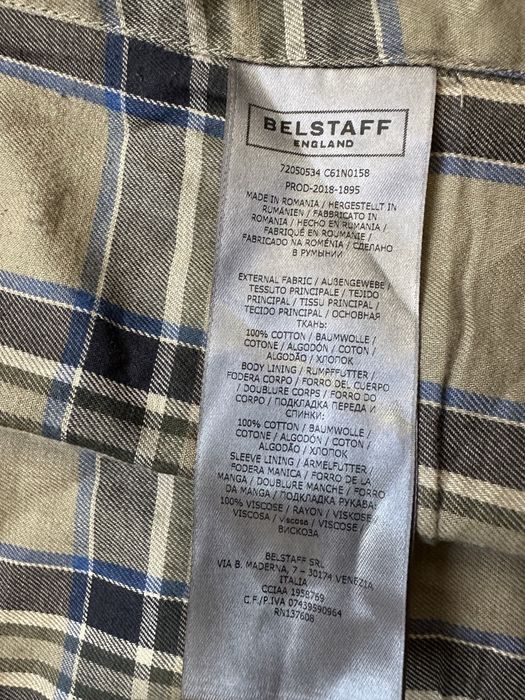 BELSTAFF
ENGLAND
72050534 C61N0158
PROD-2018-1895
MADE IN ROMANIA / HERGESTELLT IN
RUMÄNIEN / FABBRICATO IN
ROMANIA / HECHO EN RUMANIA /
FABRIQUÉ EN ROUMANIE /
FABRICADO NA ROMÉNIA / СДЕЛАНО
В РУМЫНИИ
EXTERNAL FABRIC / AUßENGEWEBE /
TESSUTO PRINCIPALE / TEJIDO
PRINCIPAL / TISSU PRINCIPAL /
TECIDO PRINCIPAL / ОСНОВНАЯ
ТКАНЬ:
100% COTTON / BAUMWOLLE /
COTONE / ALGODÓN / COTON /
ALGODÃO / ХЛОПОК
BODY LINING / RUMPFFUTTER /
FODERA CORPO / FORRO DEL CUERPO
/ DOUBLURE CORPS / FORRO DE
CORPO / ПОДКЛАДКА ПЕРЕДА И
СПИНКИ:
100% COTTON / BAUMWOLLE /
COTONE / ALGODÓN / COTON /
ALGODÃO / ХЛОПОК
SLEEVE LINING / ÄRMELFUTTER /
FODERA MANICA / FORRO DE LA
MANGA / DOUBLURE MANCHE / FORRO
DA MANGA / ПОДКЛАДКА РУКАВА:
100% VISCOSE / RAYON / VISKOSE /
VISCOSA / Viscosa / VISCOSE /
ВИСКОЗА
BELSTAFF SRL
VIA B. MADERNA, 7 - 30174 VENEZIA
ITALIA
CCIAA 1958769
C.F./P.IVA 07439590964
RN137608